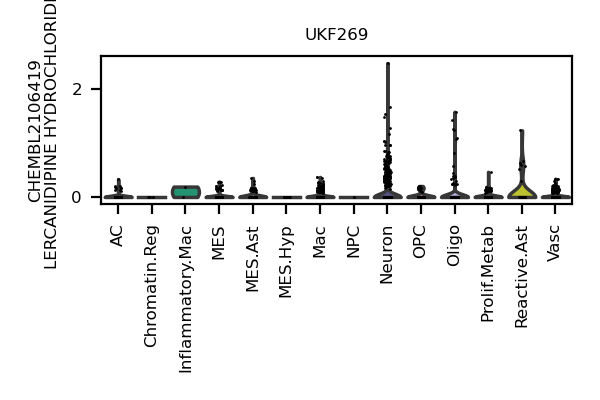 UKF269
CHEMBL2106419
LERCANIDIPINE HYDROCHLORID
2
0
AC
Chromatin.Reg
Inflammatory.Mac
MES
MES.Ast
MES.Hyp
Mac
NPC
Neuron
OPC
Oligo
Prolif.Metab
Reactive.Ast
Vasc